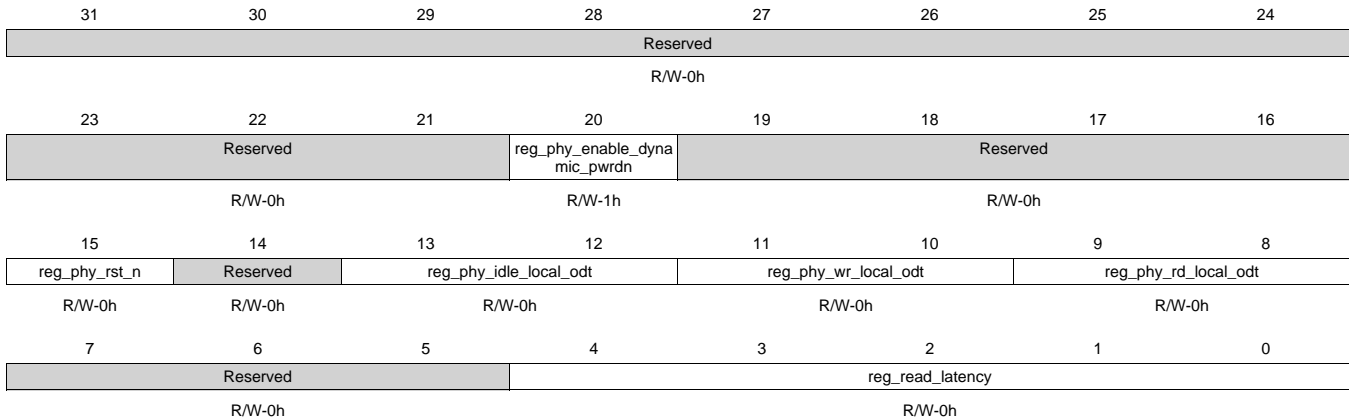 31 30 29 28 27 26 25 24
Reserved
R/W-0h
23 22 21 20 19 18 17 16
Reserved reg_phy_enable_dyna Reserved
mic_pwrdn
R/W-0h R/W-1h R/W-0h
15 14 13 12 11 10 9 8
reg_phy_rst_n Reserved reg_phy_idle_local_odt reg_phy_wr_local_odt reg_phy_rd_local_odt
R/W-0h R/W-0h R/W-0h R/W-0h R/W-0h
7 6 5 4 3 2 1 0
Reserved reg_read_latency
R/W-0h R/W-0h